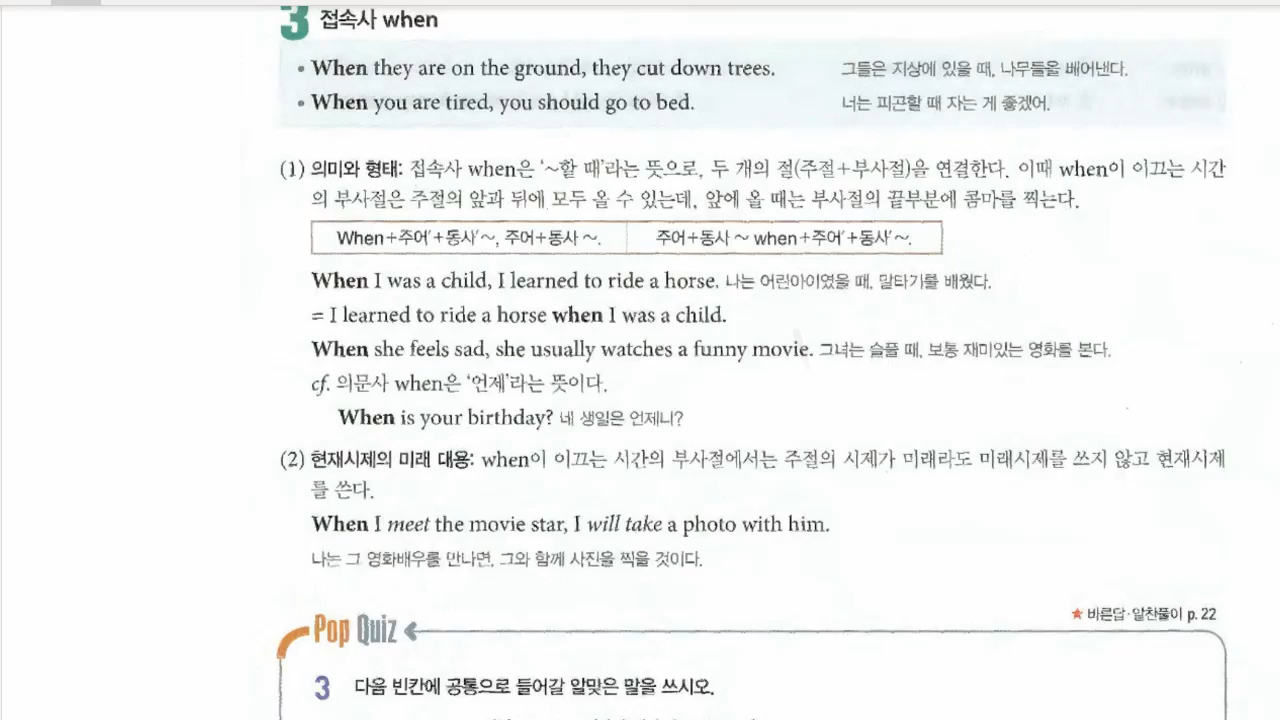 3 접속사 when
• When they are on the ground, they cut down trees. 그들은 지상에 있을 때, 나무들을 베어낸다.
• When you are tired, you should go to bed. 너는 피곤할 때 자는 게 좋겠어.
(1) 의미와 형태: 접속사 when은 '~할 때'라는 뜻으로, 두 개의 절(주절+부사절)을 연결한다. 이때 when이 이끄는 시간
의 부사절은 주절의 앞과 뒤에 모두 올 수 있는데, 앞에 올 때는 부사절의 끝부분에 콤마를 찍는다.
When+주어'+동사'~, 주어+동사 ~. 주어+동사 ~ when+주어'+동사'~.
When I was a child, I learned to ride a horse. 나는 어린아이였을 때, 말타기를 배웠다.
= I learned to ride a horse when I was a child.
When she feels sad, she usually watches a funny movie. 그녀는 슬플 때, 보통 재미있는 영화를 본다.
cf. 의문사 when은 '언제'라는 뜻이다.
When is your birthday? 네 생일은 언제니?
(2) 현재시제의 미래 대용: when이 이끄는 시간의 부사절에서는 주절의 시제가 미래라도 미래시제를 쓰지 않고 현재시제
를 쓴다.
When I meet the movie star, I will take a photo with him.
나는 그 영화배우를 만나면, 그와 함께 사진을 찍을 것이다.
★ 바른답·알찬풀이 p. 22
Pop Quiz
3 다음 빈칸에 공통으로 들어갈 알맞은 말을 쓰시오.